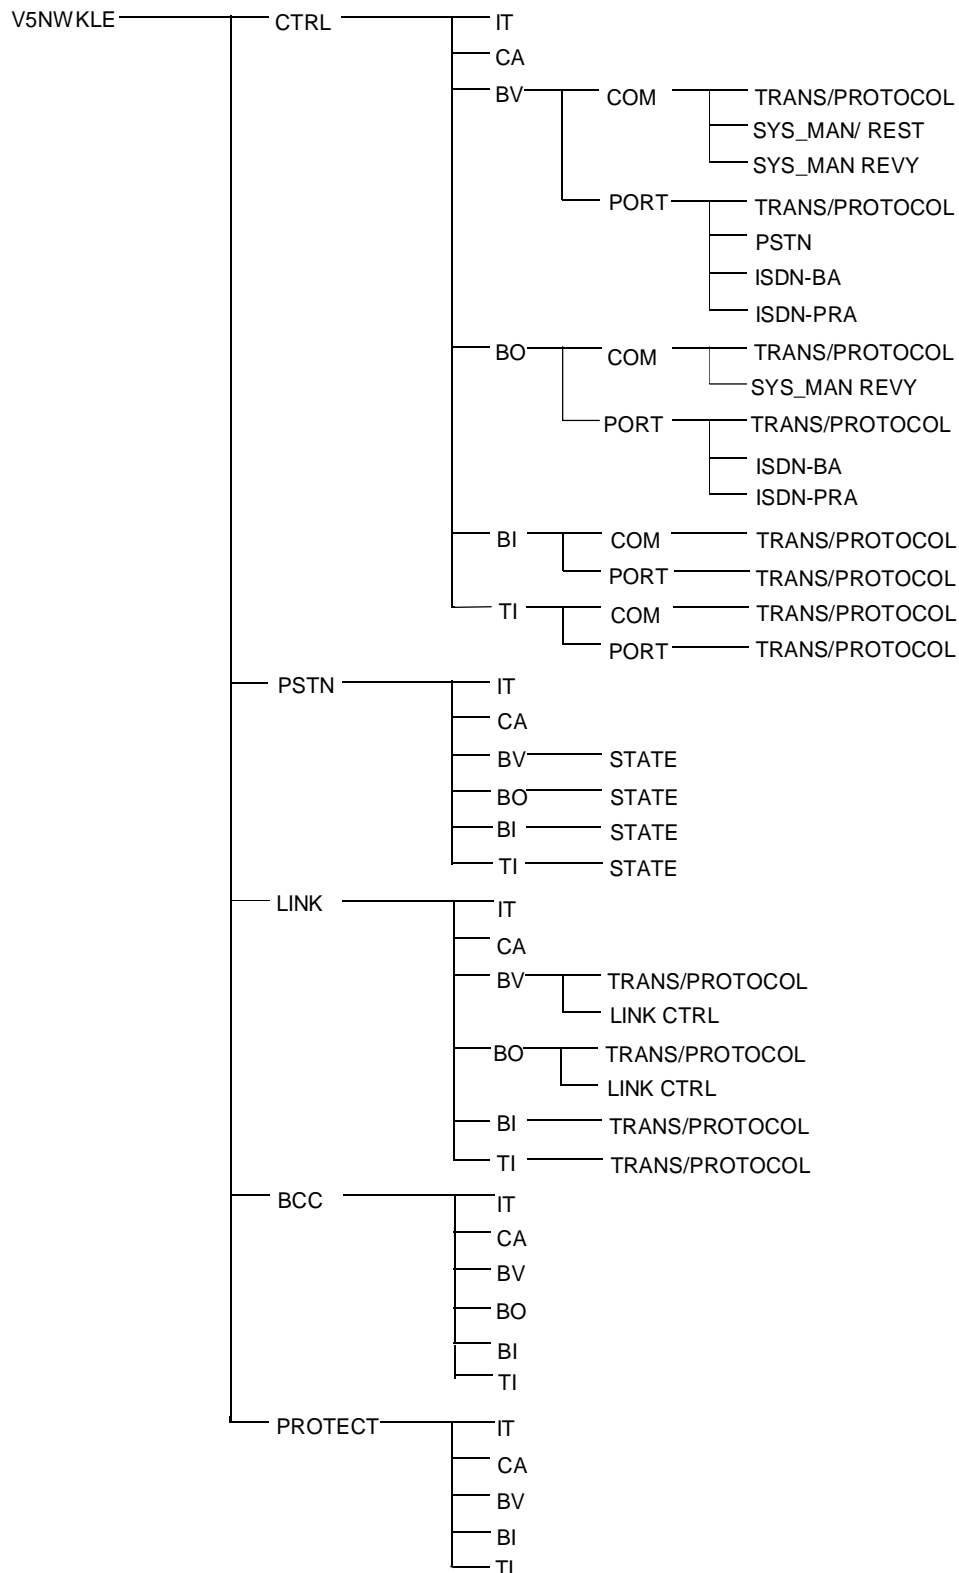 V5NWKLE CTRL IT
CA
BV COM TRANS/PROTOCOL
SYS_MAN/ REST
SYS_MAN REVY
PORT TRANS/PROTOCOL
PSTN
ISDN-BA
ISDN-PRA
BO COM TRANS/PROTOCOL
SYS_MAN REVY
PORT TRANS/PROTOCOL
ISDN-BA
ISDN-PRA
BI COM TRANS/PROTOCOL
PORT TRANS/PROTOCOL
TI COM TRANS/PROTOCOL
PORT TRANS/PROTOCOL
PSTN IT
CA
BV STATE
BO STATE
BI STATE
TI STATE
LINK IT
CA
BV TRANS/PROTOCOL
LINK CTRL
BO TRANS/PROTOCOL
LINK CTRL
BI TRANS/PROTOCOL
TI TRANS/PROTOCOL
BCC IT
CA
BV
BO
BI
TI
PROTECT IT
CA
BV
BI
TI